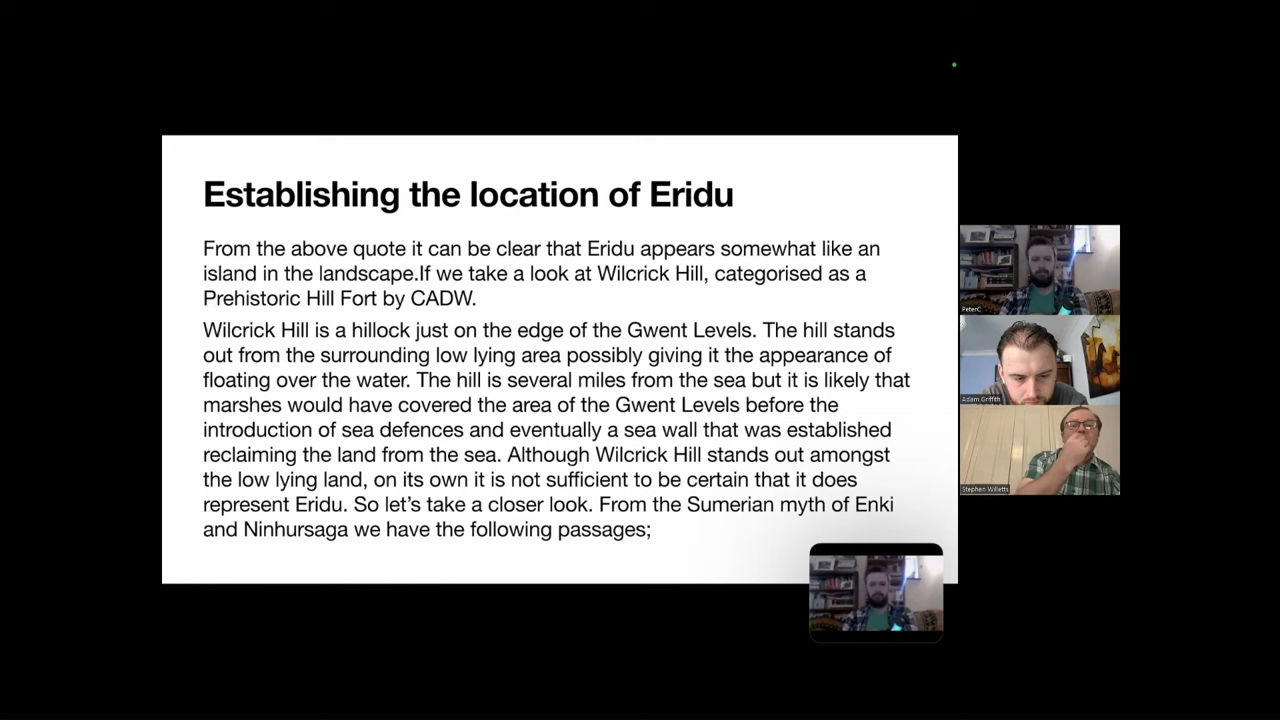 Establishing the location of Eridu
From the above quote it can be clear that Eridu appears somewhat like an
island in the landscape.If we take a look at Wilcrick Hill, categorised as a
Prehistoric Hill Fort by CADW.
Wilcrick Hill is a hillock just on the edge of the Gwent Levels. The hill stands
out from the surrounding low lying area possibly giving it the appearance of
floating over the water. The hill is several miles from the sea but it is likely that
marshes would have covered the area of the Gwent Levels before the
introduction of sea defences and eventually a sea wall that was established
reclaiming the land from the sea. Although Wilcrick Hill stands out amongst
the low lying land, on its own it is not sufficient to be certain that it does
represent Eridu. So let's take a closer look. From the Sumerian myth of Enki
and Ninhursaga we have the following passages;
PeterC
Adam Griffith
Stephen Willetts